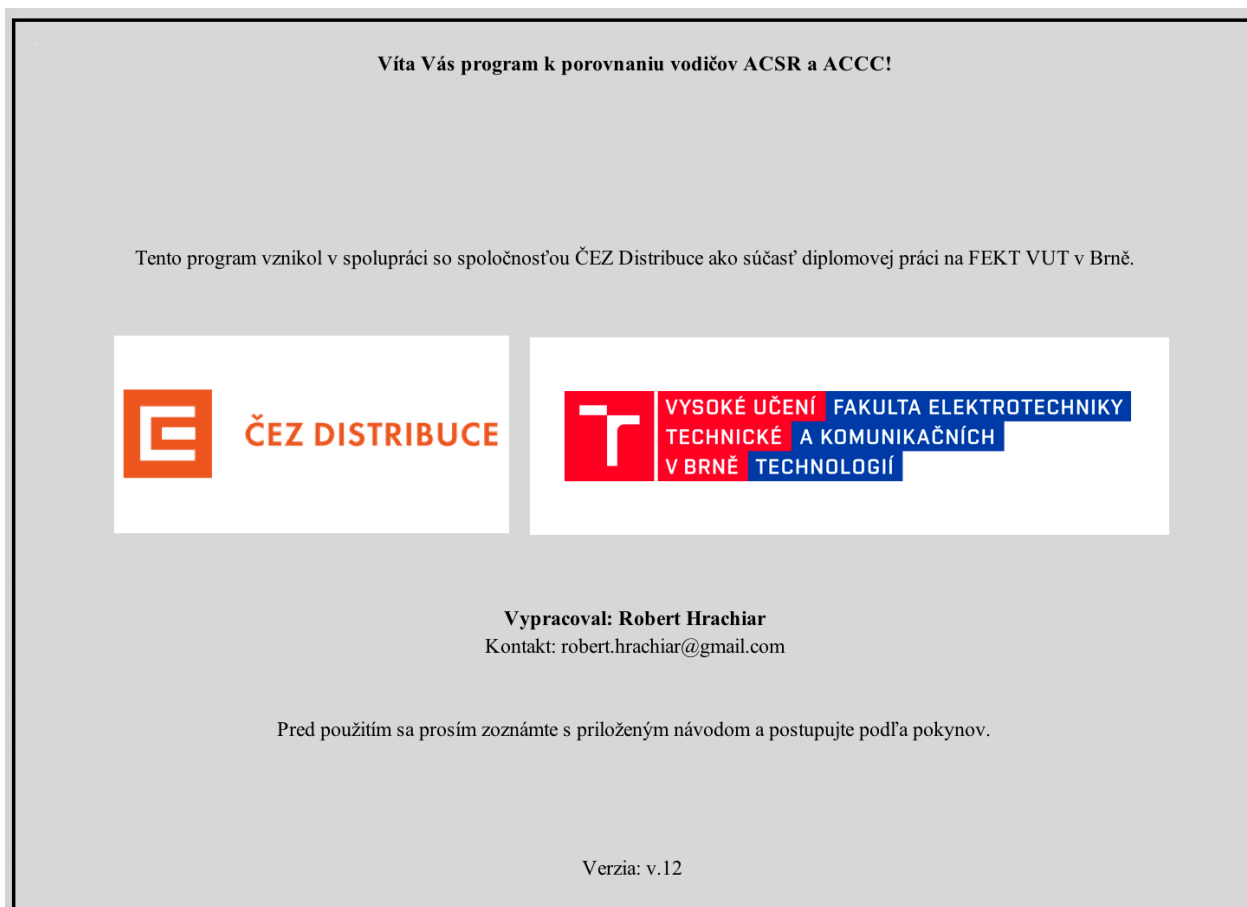 Víta Vás program k porovnaniu vodičov ACSR a ACCC!
Tento program vznikol v spolupráci so spoločnosťou ČEZ Distribuce ako súčasť diplomovej práci na FEKT VUT v Brně.
ČEZ DISTRIBUCE
VYSOKÉ UČENÍ FAKULTA ELEKTROTECHNIKY
TECHNICKÉ A KOMUNIKAČNÍCH
V BRNĚ TECHNOLOGIÍ
Vypracoval: Robert Hrachiar
Kontakt: robert.hrachiar@gmail.com
Pred použitím sa prosím zoznámte s priloženým návodom a postupujte podľa pokynov.
Verzia: v.12